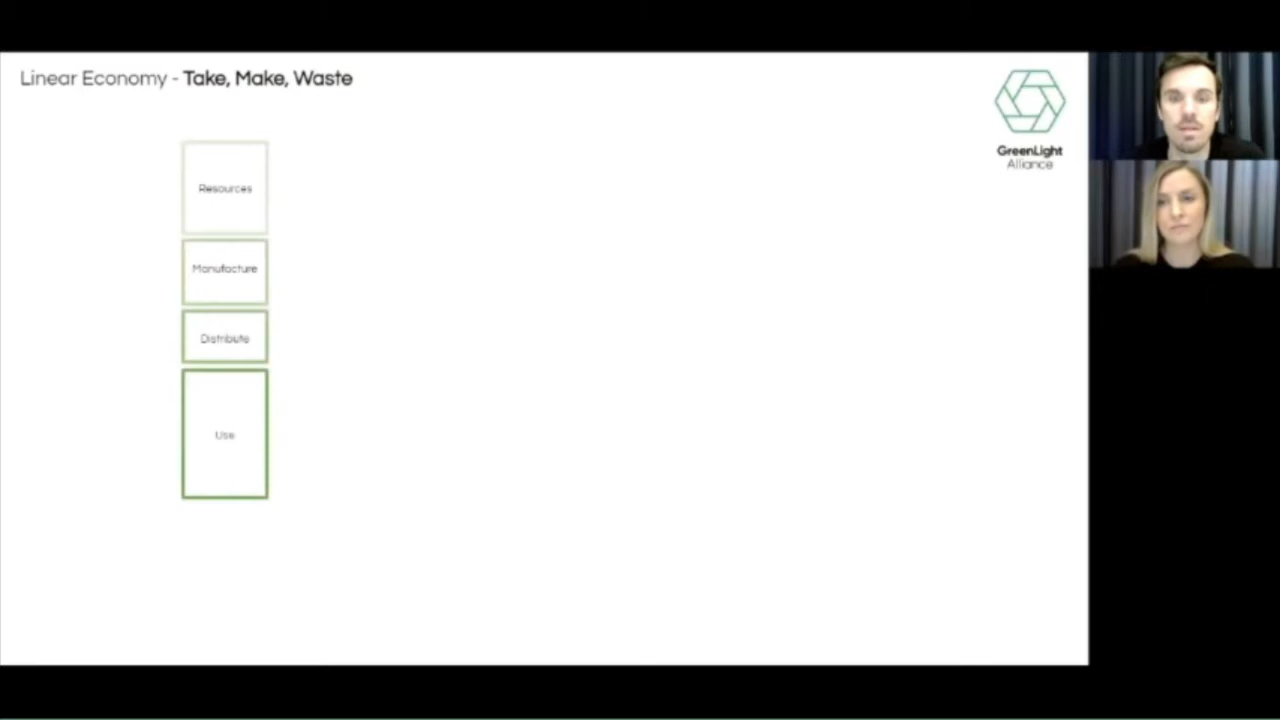 Linear Economy - Take, Make, Waste
GreenLight
Alliance
Resources
Manufacture
Distribute
Use